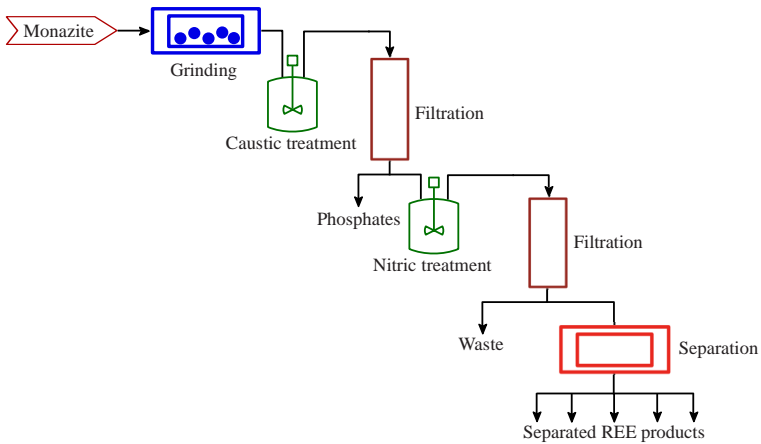 Monazite
Grinding
Caustic treatment
Filtration
Phosphates
Nitric treatment
Filtration
Waste
Separation
Separated REE products